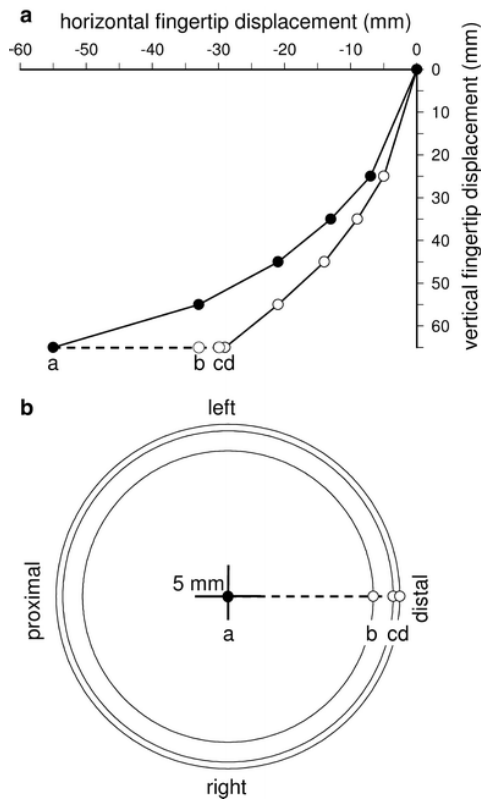 a
horizontal fingertip displacement (mm)
-60 -50 -40 -30 -20 -10 0
0
10
20
30
40
50
60
vertical fingertip displacement (mm)
a b cd
b
left
proximal
5 mm
distal
a b cd
right